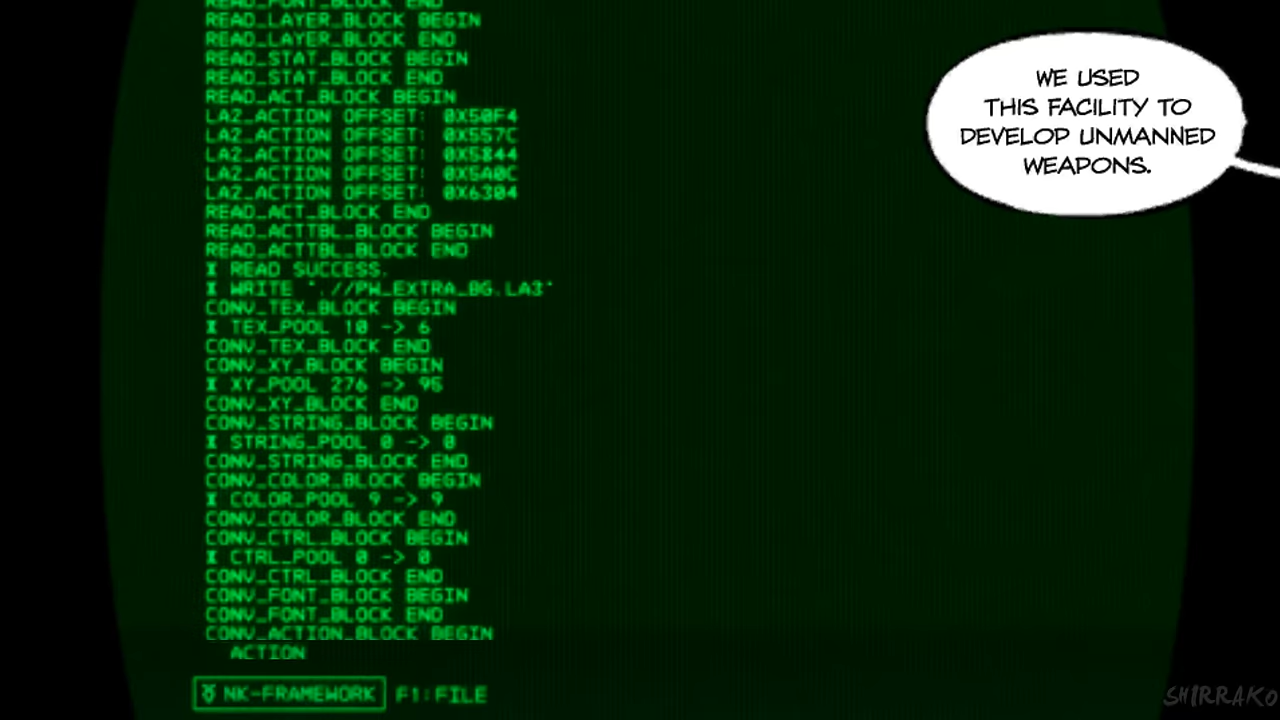 READ_FONT_BLOCK END
READ_LAYER_BLOCK BEGIN
READ_LAYER_BLOCK END
READ_STAT_BLOCK BEGIN
READ_STAT_BLOCK END
READ_ACT_BLOCK BEGIN
LA2_ACTION OFFSET: 0X50F4
LA2_ACTION OFFSET: 0X557C
LA2_ACTION OFFSET: 0X5844
LA2_ACTION OFFSET: 0X5A0C
LA2_ACTION OFFSET: 0X6304
READ_ACT_BLOCK END
READ_ACTTBL_BLOCK BEGIN
READ_ACTTBL_BLOCK END
* READ SUCCESS.
* WRITE ".//PW_EXTRA_BG.LA3"
CONV_TEX_BLOCK BEGIN
* TEX_POOL 10 -> 6
CONV_TEX_BLOCK END
CONV_XY_BLOCK BEGIN
* XY_POOL 276 -> 95
CONV_XY_BLOCK END
CONV_STRING_BLOCK BEGIN
* STRING_POOL 0 -> 0
CONV_STRING_BLOCK END
CONV_COLOR_BLOCK BEGIN
* COLOR_POOL 9 -> 9
CONV_COLOR_BLOCK END
CONV_CTRL_BLOCK BEGIN
* CTRL_POOL 0 -> 0
CONV_CTRL_BLOCK END
CONV_FONT_BLOCK BEGIN
CONV_FONT_BLOCK END
CONV_ACTION_BLOCK BEGIN
ACTION
NK-FRAMEWORK F1:FILE
WE USED
THIS FACILITY TO
DEVELOP UNMANNED
WEAPONS.
SHIRRAKO